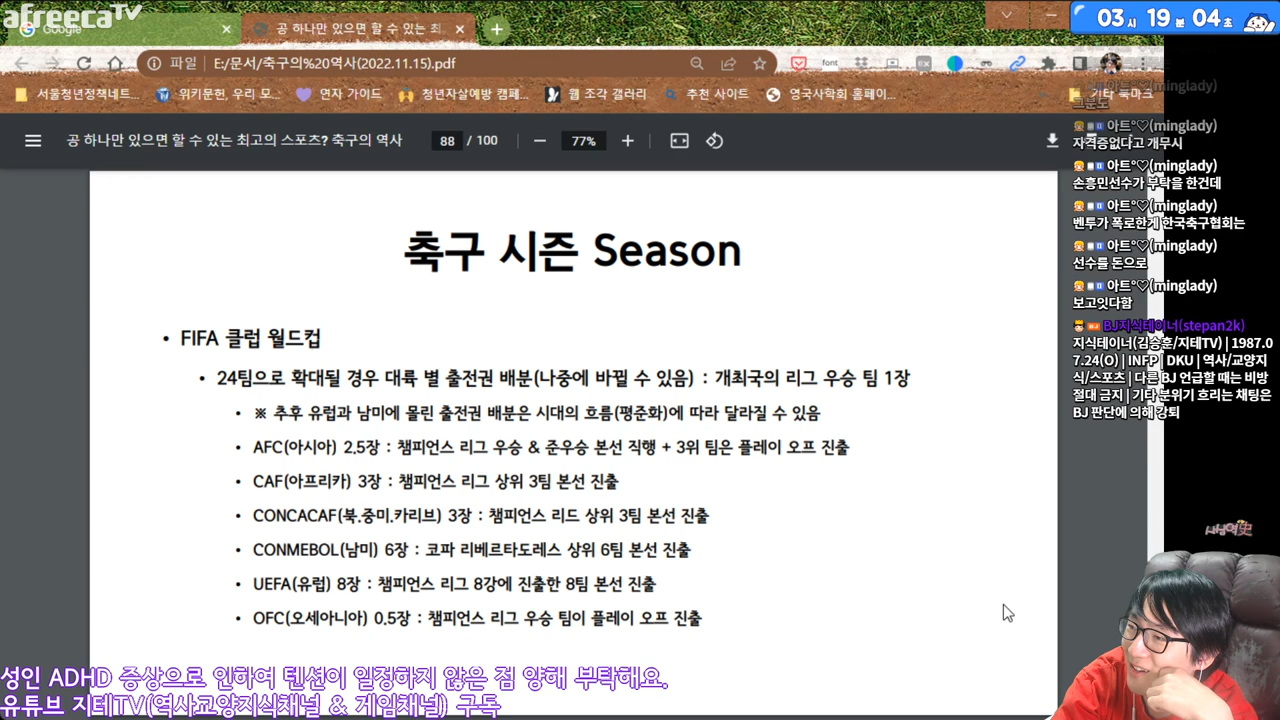 afreecaTV
Google
공 하나만 있으면 할 수 있는 최
03시 19분 04초
파일 E:/문서/축구의%20역사(2022.11.15).pdf
서울청년정책네트...
위키문헌, 우리 모...
연자 가이드
청년자살예방 캠페...
웹 조각 갤러리
추천 사이트
영국사학회 홈페이...
기타 북마크
공 하나만 있으면 할 수 있는 최고의 스포츠? 축구의 역사
88 / 100
77%
축구 시즌 Season
• FIFA 클럽 월드컵
• 24팀으로 확대될 경우 대륙 별 출전권 배분(나중에 바뀔 수 있음) : 개최국의 리그 우승 팀 1장
• ※ 추후 유럽과 남미에 몰린 출전권 배분은 시대의 흐름(평준화)에 따라 달라질 수 있음
• AFC(아시아) 2.5장 : 챔피언스 리그 우승 & 준우승 본선 직행 + 3위 팀은 플레이 오프 진출
• CAF(아프리카) 3장 : 챔피언스 리그 상위 3팀 본선 진출
• CONCACAF(북.중미.카리브) 3장 : 챔피언스 리드 상위 3팀 본선 진출
• CONMEBOL(남미) 6장 : 코파 리베르타도레스 상위 6팀 본선 진출
• UEFA(유럽) 8장 : 챔피언스 리그 8강에 진출한 8팀 본선 진출
• OFC(오세아니아) 0.5장 : 챔피언스 리그 우승 팀이 플레이 오프 진출
아트°♡(minglady)
그분도
아트°♡(minglady)
자격증없다고 개무시
아트°♡(minglady)
손흥민선수가 부탁을 한건데
아트°♡(minglady)
벤투가 폭로한게 한국축구협회는
아트°♡(minglady)
선수를 돈으로
아트°♡(minglady)
보고잇다함
BJ지식테이너(stepan2k)
지식테이너(김승훈/지테TV) | 1987.0
7.24(O) | INFP | DKU | 역사/교양지
식/스포츠 | 다른 BJ 언급할 때는 비방
절대 금지 | 기타 분위기 흐리는 채팅은
BJ 판단에 의해 강퇴
성인 ADHD 증상으로 인하여 텐션이 일정하지 않은 점 양해 부탁해요.
유튜브 지테TV(역사교양지식채널 & 게임채널) 구독